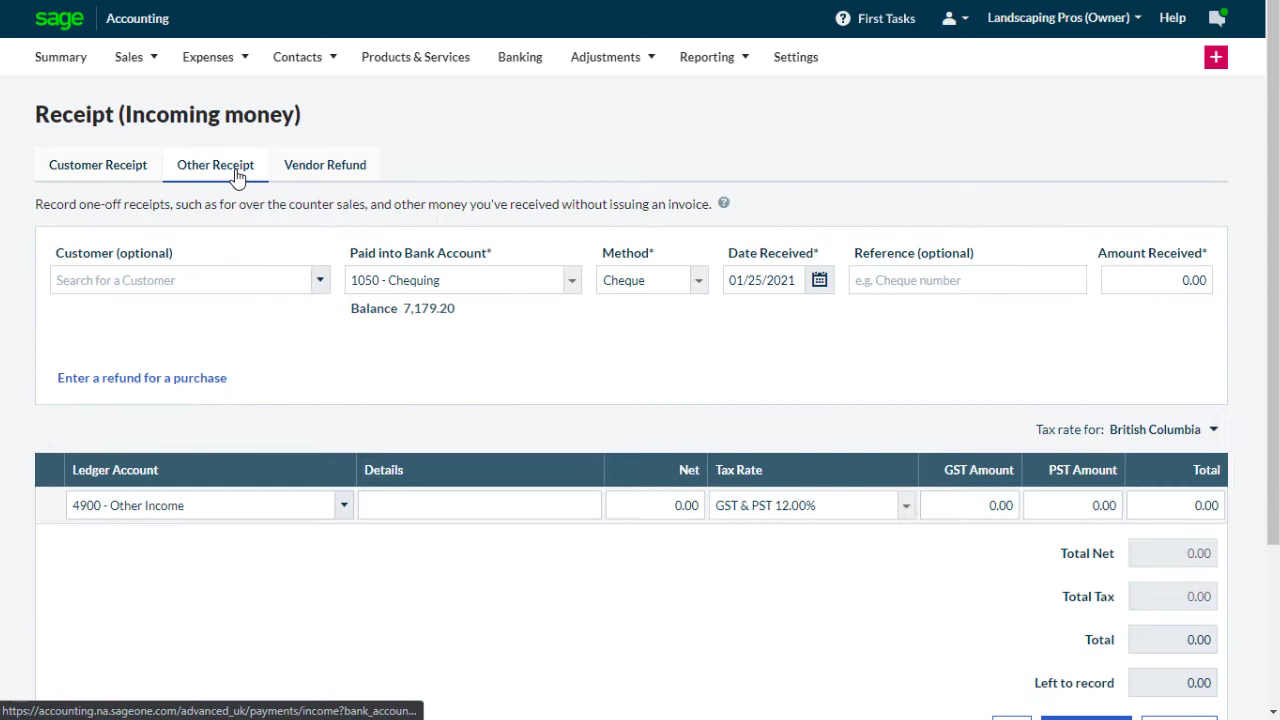 sage Accounting First Tasks Landscaping Pros (Owner) Help
Summary Sales Expenses Contacts Products & Services Banking Adjustments Reporting Settings +
Receipt (Incoming money)
Customer Receipt Other Receipt Vendor Refund
Record one-off receipts, such as for over the counter sales, and other money you've received without issuing an invoice. ?
Customer (optional) Paid into Bank Account* Method* Date Received* Reference (optional) Amount Received*
Search for a Customer 1050 - Chequing Cheque 01/25/2021 e.g. Cheque number 0.00
Balance 7,179.20
Enter a refund for a purchase
Tax rate for: British Columbia
Ledger Account Details Net Tax Rate GST Amount PST Amount Total
4900 - Other Income 0.00 GST & PST 12.00% 0.00 0.00 0.00
Total Net 0.00
Total Tax 0.00
Total 0.00
Left to record 0.00
https://accounting.na.sageone.com/advanced_uk/payments/income?bank_accoun...